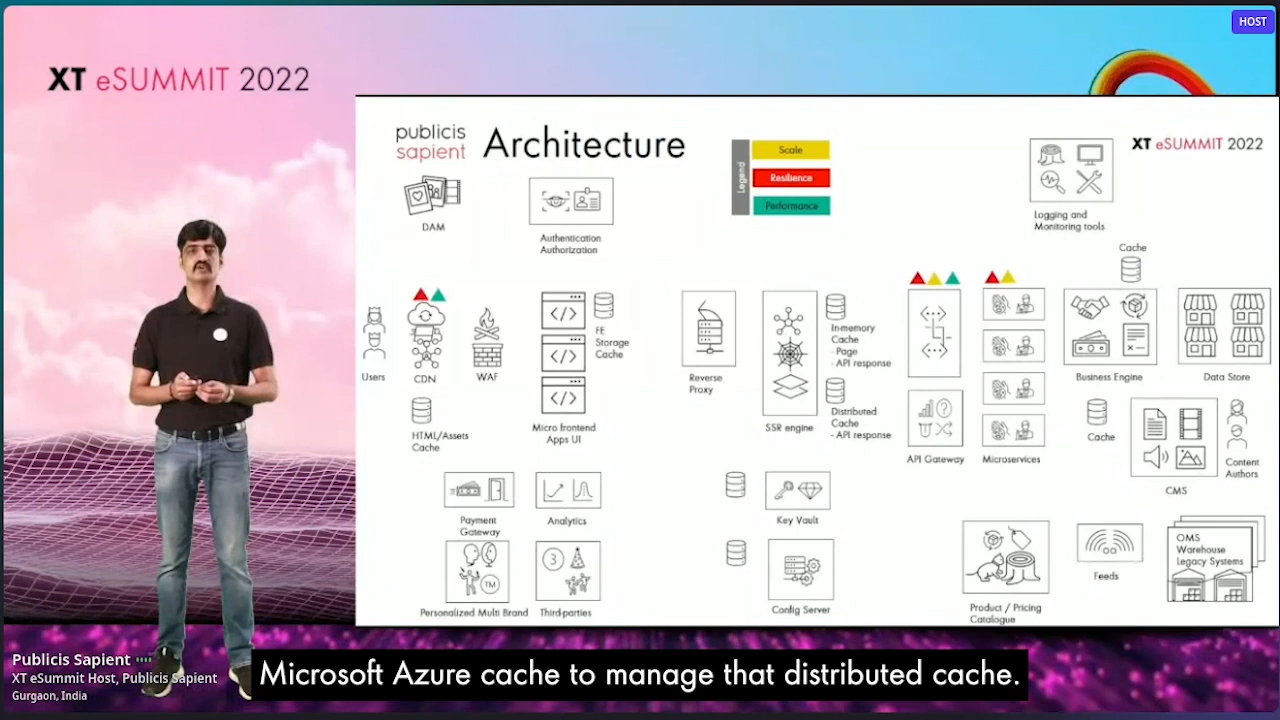 HOST
XT eSUMMIT 2022
publicis
sapient
Architecture
Legend
Scale
Resilience
Performance
XT eSUMMIT 2022
DAM
Authentication
Authorization
Logging and
Monitoring tools
Cache
Users
CDN
WAF
FE
Storage
Cache
Reverse
Proxy
In-memory
Cache
- Page
- API response
Business Engine
Data Store
HTML/Assets
Cache
Micro frontend
Apps UI
SSR engine
Distributed
Cache
- API response
API Gateway
Microservices
Cache
Content
Authors
CMS
Payment
Gateway
Analytics
Key Vault
3
TM
Personalized Multi Brand
Third-parties
Config Server
Product / Pricing
Catalogue
Feeds
OMS
Warehouse
Legacy Systems
Publicis Sapient
XT eSummit Host, Publicis Sapient
Gurgaon, India
Microsoft Azure cache to manage that distributed cache.